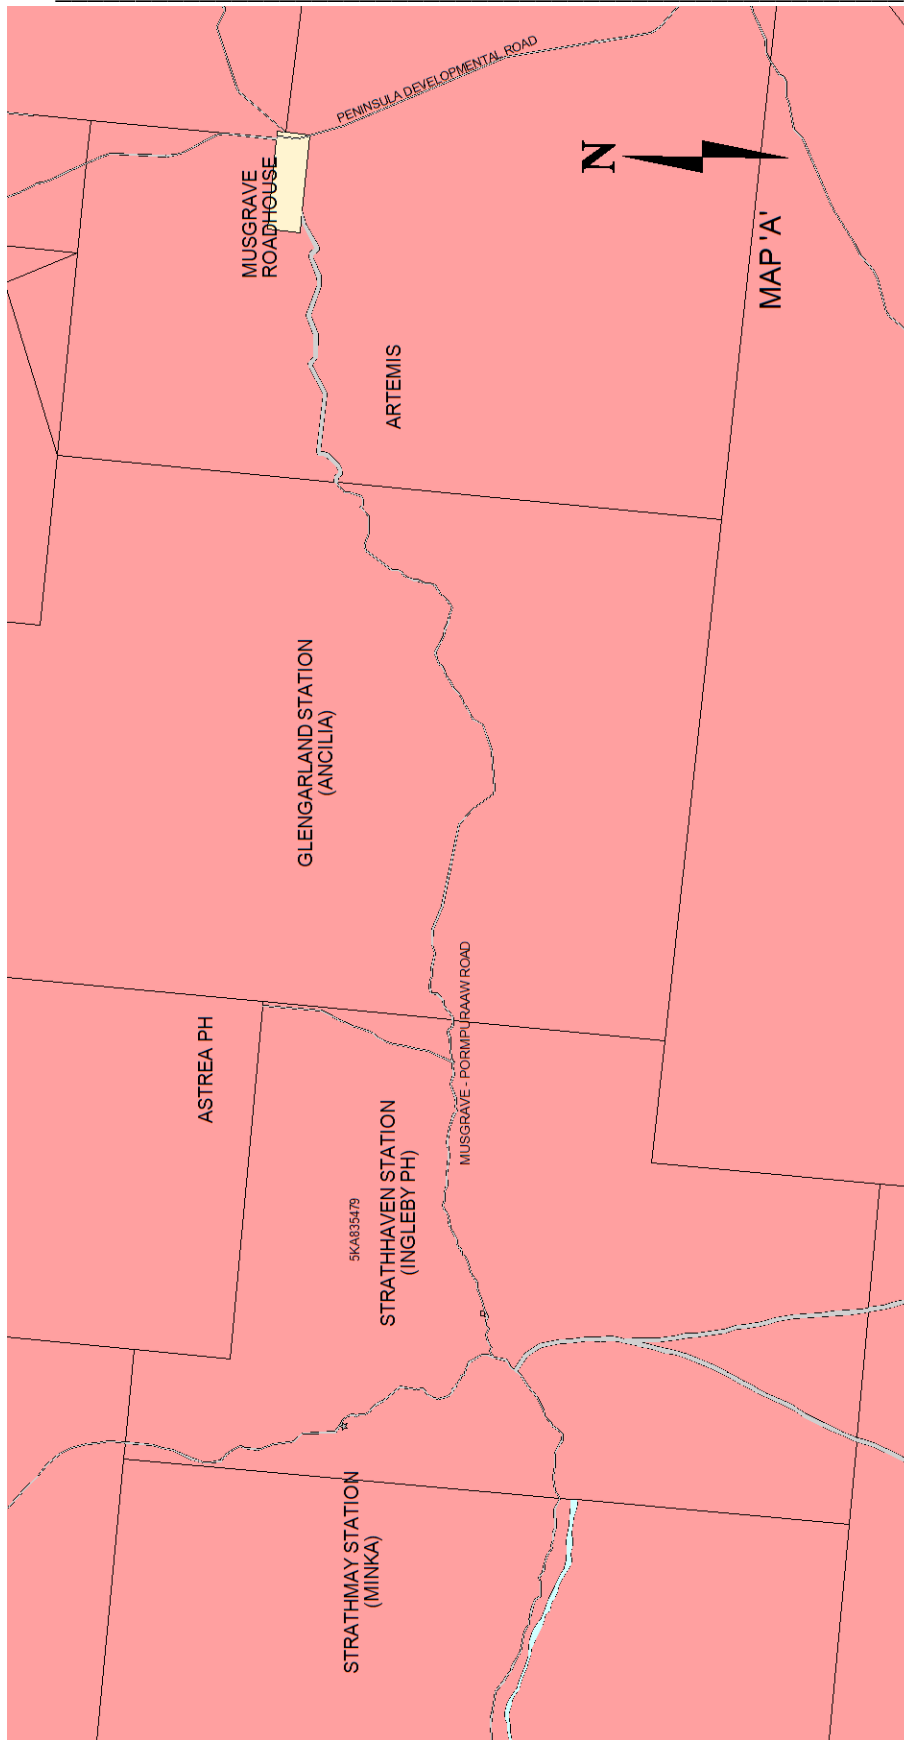 PENINSULA DEVELOPMENTAL ROAD
N
MAP 'A'
MUSGRAVE
ROADHOUSE
ARTEMIS
GLENGARLAND STATION
(ANCILIA)
MUSGRAVE - PORMPURAAW ROAD
ASTREA PH
5KA835479
STRATHHAVEN STATION
(INGLEBY PH)
STRATHMAY STATION
(MINKA)